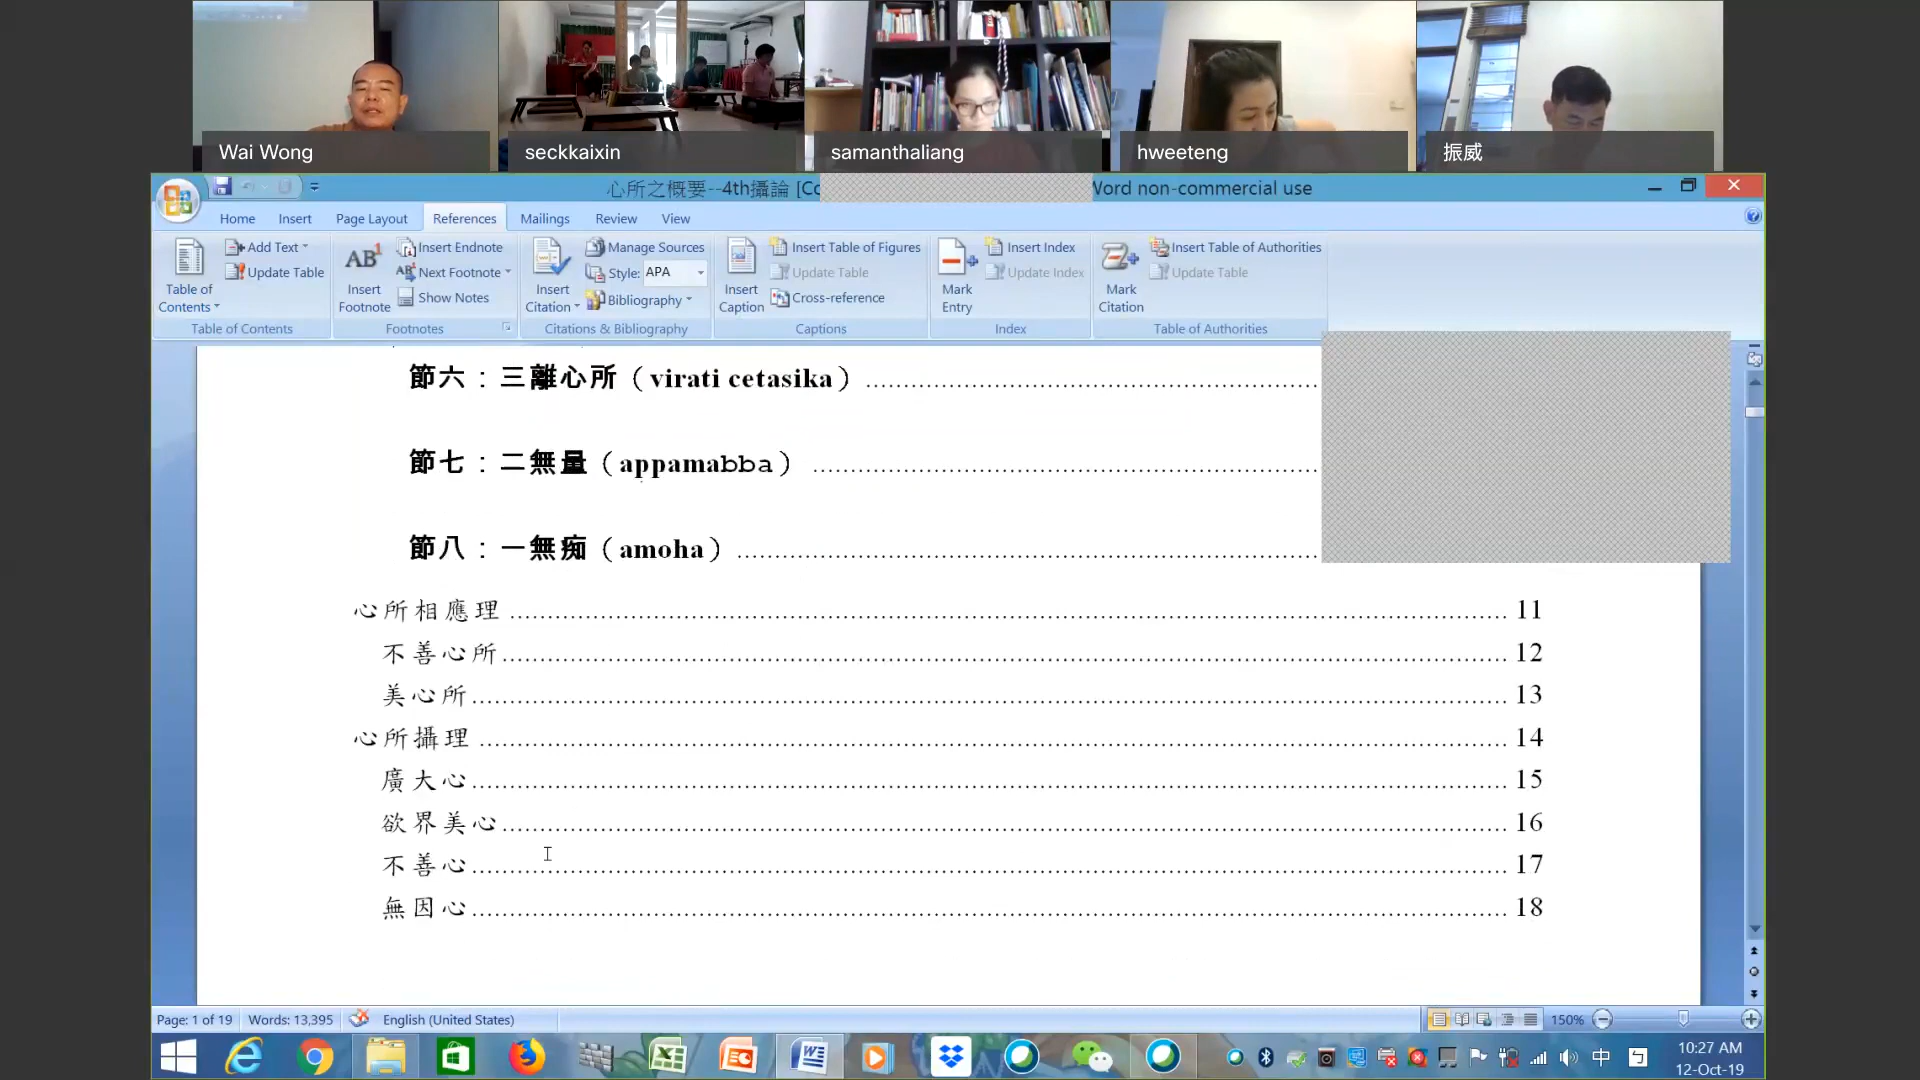 Wai Wong
seckkaixin
samanthaliang
hweeteng
振威
心所之概要--4th攝論 [Co
Word non-commercial use
Home Insert Page Layout References Mailings Review View
Add Text Insert Endnote Manage Sources Insert Table of Figures Insert Index Insert Table of Authorities
Update Table AB¹ Next Footnote Style: APA Update Table Update Index Update Table
Table of Contents Insert Footnote Show Notes Insert Citation Bibliography Insert Caption Cross-reference Mark Entry Mark Citation
Table of Contents Footnotes Citations & Bibliography Captions Index Table of Authorities
節六：三離心所（virati cetasika）
節七：二無量（appamabba）
節八：一無痴（amoha）
心所相應理 11
不善心所 12
美心所 13
心所攝理 14
廣大心 15
欲界美心 16
不善心 17
無因心 18
Page: 1 of 19 Words: 13,395 English (United States) 150%
中 10:27 AM
12-Oct-19